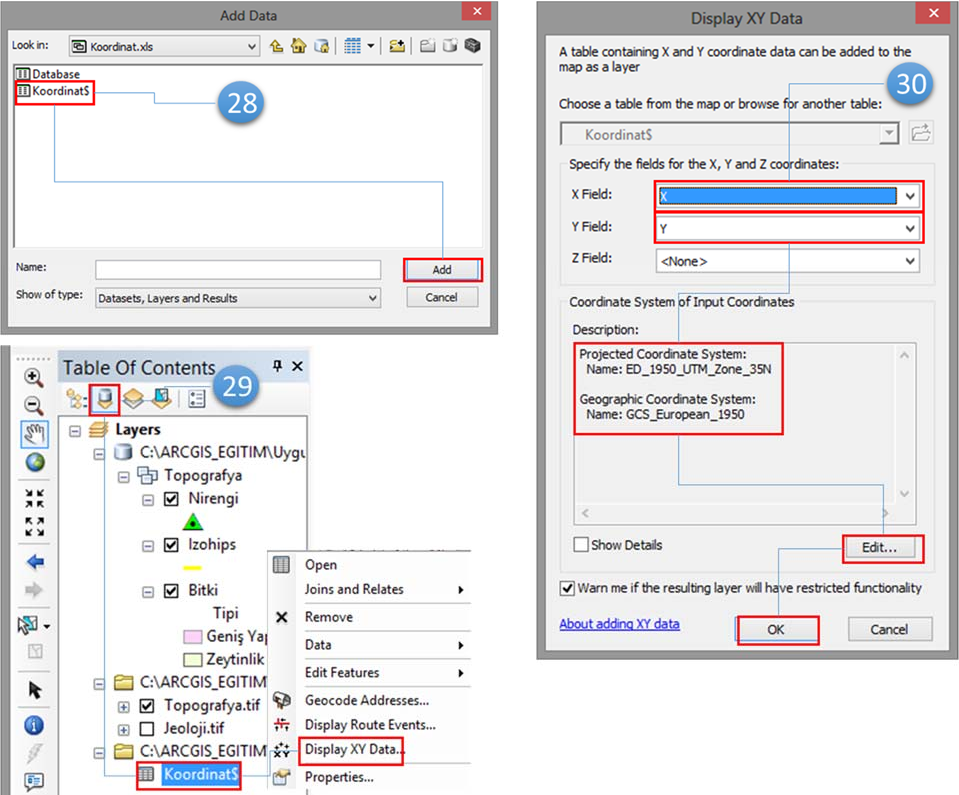 Add Data
Look in:
Koordinat.xls
Database
Koordinat$
28
Name:
Add
Show of type:
Datasets, Layers and Results
Cancel
Table Of Contents
29
Layers
C:\ARCGIS_EGITIM\Uygu
Topografya
Nirengi
Izohips
Bitki
Tipi
Geniş Yap
Zeytinlik
C:\ARCGIS_EGITIM
Topografya.tif
Jeoloji.tif
C:\ARCGIS_EGITIM
Koordinat$
Open
Joins and Relates
Remove
Data
Edit Features
Geocode Addresses...
Display Route Events...
Display XY Data...
Properties...
Display XY Data
A table containing X and Y coordinate data can be added to the
map as a layer
30
Choose a table from the map or browse for another table:
Koordinat$
Specify the fields for the X, Y and Z coordinates:
X Field:
X
Y Field:
Y
Z Field:
<None>
Coordinate System of Input Coordinates
Description:
Projected Coordinate System:
Name: ED_1950_UTM_Zone_35N
Geographic Coordinate System:
Name: GCS_European_1950
Show Details
Edit...
Warn me if the resulting layer will have restricted functionality
About adding XY data
OK
Cancel